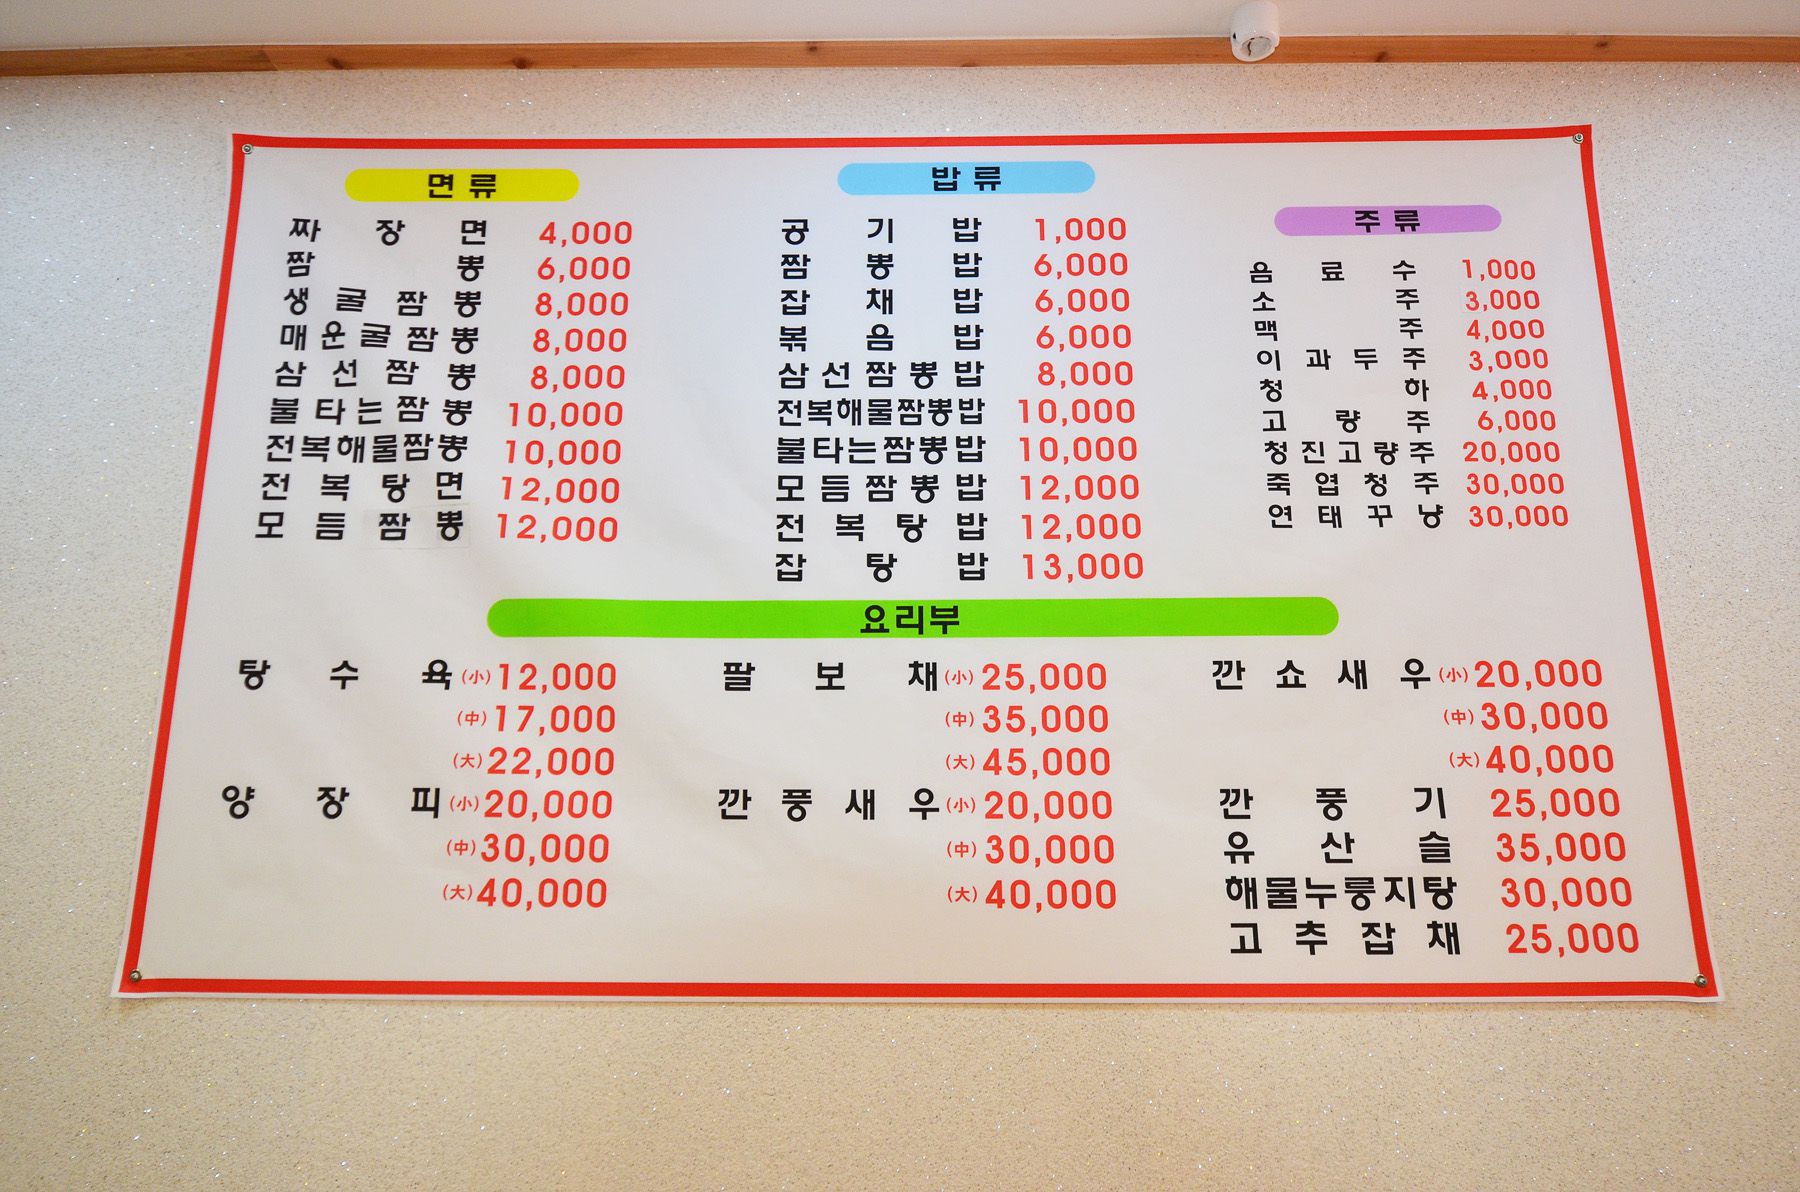 면류
짜장면 4,000
짬뽕 6,000
생굴짬뽕 8,000
매운굴짬뽕 8,000
삼선짬뽕 8,000
불타는짬뽕 10,000
전복해물짬뽕 10,000
전복탕면 12,000
모듬짬뽕 12,000
밥류
공기밥 1,000
짬뽕밥 6,000
잡채밥 6,000
볶음밥 6,000
삼선짬뽕밥 8,000
전복해물짬뽕밥 10,000
불타는짬뽕밥 10,000
모듬짬뽕밥 12,000
전복탕밥 12,000
잡탕밥 13,000
주류
음료수 1,000
소주 3,000
맥주 4,000
이과두주 3,000
청하 4,000
고량주 6,000
청진고량주 20,000
죽엽청주 30,000
연태꾸냥 30,000
요리부
탕수육 (小) 12,000
(中) 17,000
(大) 22,000
양장피 (小) 20,000
(中) 30,000
(大) 40,000
팔보채 (小) 25,000
(中) 35,000
(大) 45,000
깐풍새우 (小) 20,000
(中) 30,000
(大) 40,000
깐쇼새우 (小) 20,000
(中) 30,000
(大) 40,000
깐풍기 25,000
유산슬 35,000
해물누룽지탕 30,000
고추잡채 25,000